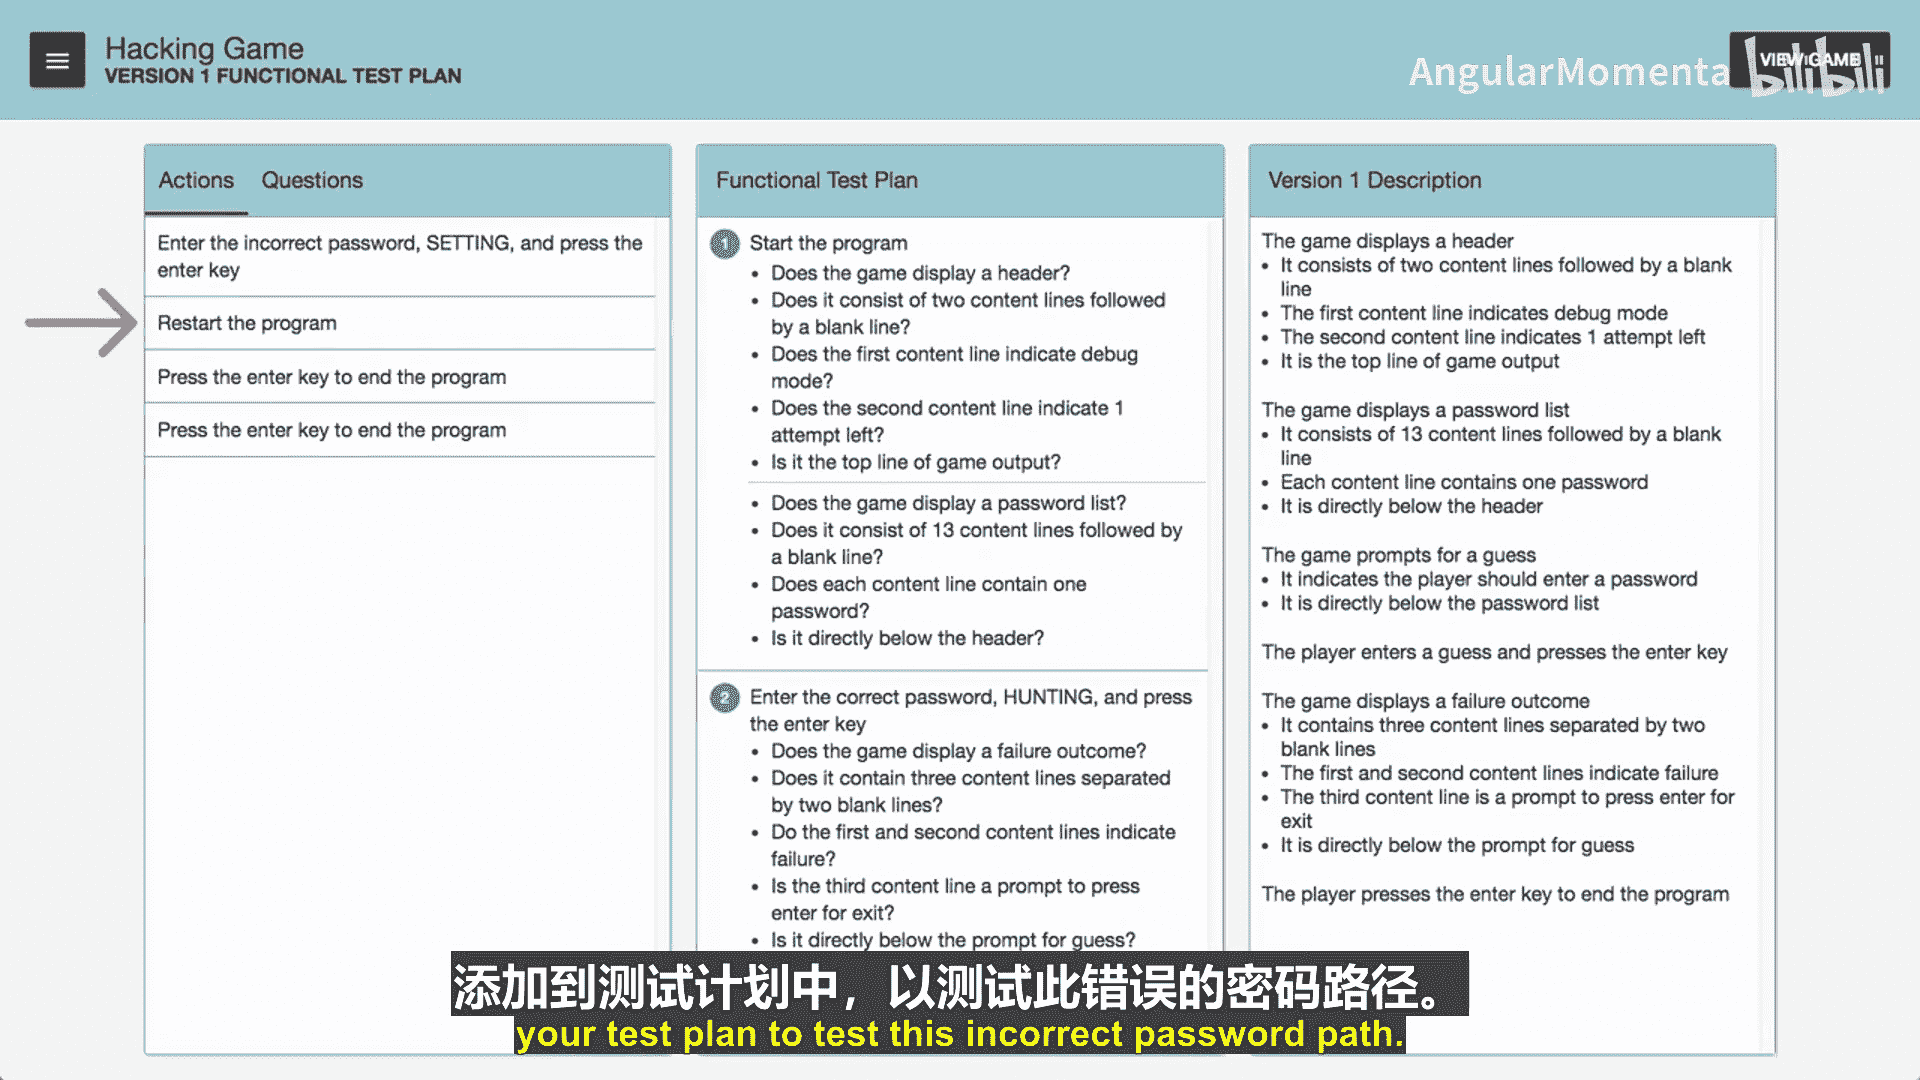 Hacking Game
VERSION 1 FUNCTIONAL TEST PLAN
AngularMomenta
VIEW GAME
bilibili
Actions
Questions
Enter the incorrect password, SETTING, and press the
enter key
Restart the program
Press the enter key to end the program
Press the enter key to end the program
Functional Test Plan
1 Start the program
• Does the game display a header?
• Does it consist of two content lines followed
by a blank line?
• Does the first content line indicate debug
mode?
• Does the second content line indicate 1
attempt left?
• Is it the top line of game output?
• Does the game display a password list?
• Does it consist of 13 content lines followed by
a blank line?
• Does each content line contain one
password?
• Is it directly below the header?
2 Enter the correct password, HUNTING, and press
the enter key
• Does the game display a failure outcome?
• Does it contain three content lines separated
by two blank lines?
• Do the first and second content lines indicate
failure?
• Is the third content line a prompt to press
enter for exit?
• Is it directly below the prompt for guess?
Version 1 Description
The game displays a header
• It consists of two content lines followed by a blank
line
• The first content line indicates debug mode
• The second content line indicates 1 attempt left
• It is the top line of game output
The game displays a password list
• It consists of 13 content lines followed by a blank
line
• Each content line contains one password
• It is directly below the header
The game prompts for a guess
• It indicates the player should enter a password
• It is directly below the password list
The player enters a guess and presses the enter key
The game displays a failure outcome
• It contains three content lines separated by two
blank lines
• The first and second content lines indicate failure
• The third content line is a prompt to press enter for
exit
• It is directly below the prompt for guess
The player presses the enter key to end the program
添加到测试计划中，以测试此错误的密码路径。
your test plan to test this incorrect password path.